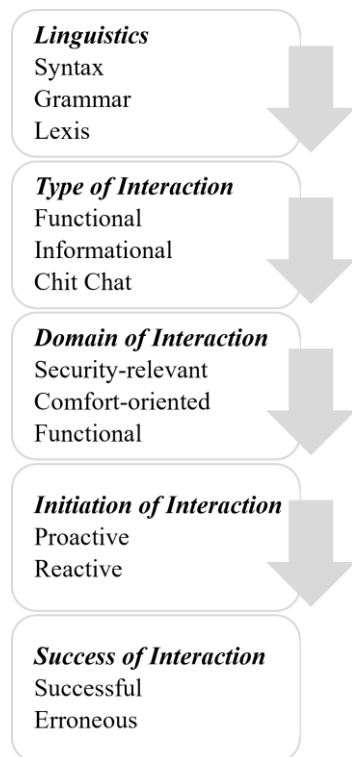 Linguistics
Syntax
Grammar
Lexis
Type of Interaction
Functional
Informational
Chit Chat
Domain of Interaction
Security-relevant
Comfort-oriented
Functional
Initiation of Interaction
Proactive
Reactive
Success of Interaction
Successful
Erroneous